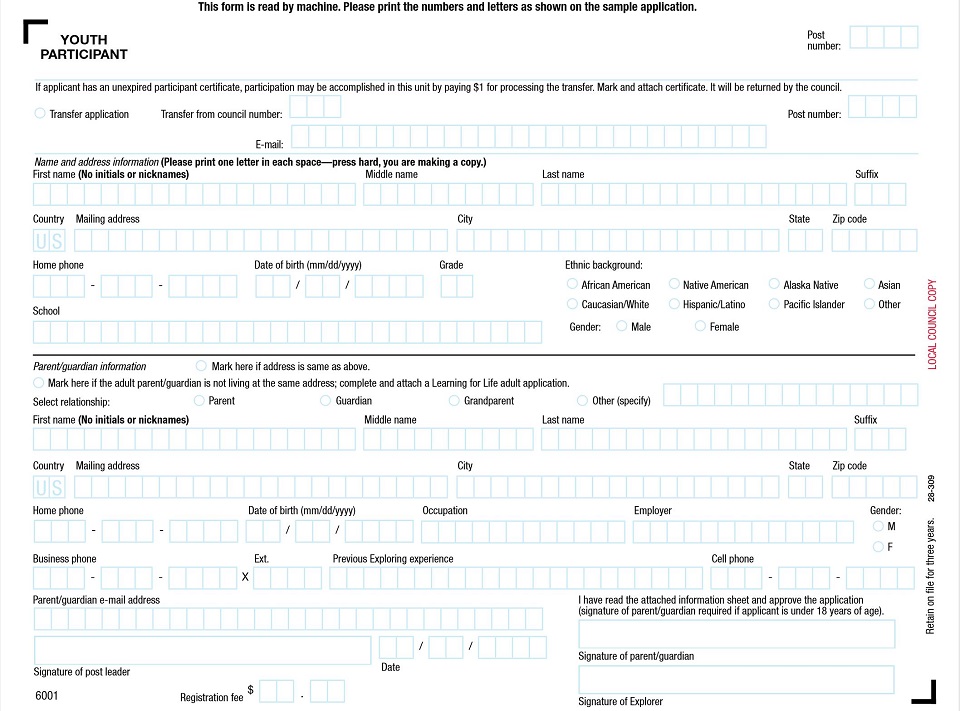 This form is read by machine. Please print the numbers and letters as shown on the sample application.
YOUTH
PARTICIPANT
Post
number:
If applicant has an unexpired participant certificate, participation may be accomplished in this unit by paying $1 for processing the transfer. Mark and attach certificate. It will be returned by the council.
Transfer application Transfer from council number: Post number:
E-mail:
Name and address information (Please print one letter in each space—press hard, you are making a copy.)
First name (No initials or nicknames) Middle name Last name Suffix
Country Mailing address City State Zip code
US
Home phone Date of birth (mm/dd/yyyy) Grade Ethnic background:
- - / / African American Native American Alaska Native Asian
Caucasian/White Hispanic/Latino Pacific Islander Other
School
Gender: Male Female
Parent/guardian information Mark here if address is same as above.
Mark here if the adult parent/guardian is not living at the same address; complete and attach a Learning for Life adult application.
Select relationship: Parent Guardian Grandparent Other (specify)
First name (No initials or nicknames) Middle name Last name Suffix
Country Mailing address City State Zip code
US
Home phone Date of birth (mm/dd/yyyy) Occupation Employer Gender:
- - / / M
F
Business phone Ext. Previous Exploring experience Cell phone
- - X - -
Parent/guardian e-mail address
I have read the attached information sheet and approve the application
(signature of parent/guardian required if applicant is under 18 years of age).
/ /
Signature of post leader Date
Signature of parent/guardian
6001 Registration fee $ .
Signature of Explorer
LOCAL COUNCIL COPY
28-309
Retain on file for three years.